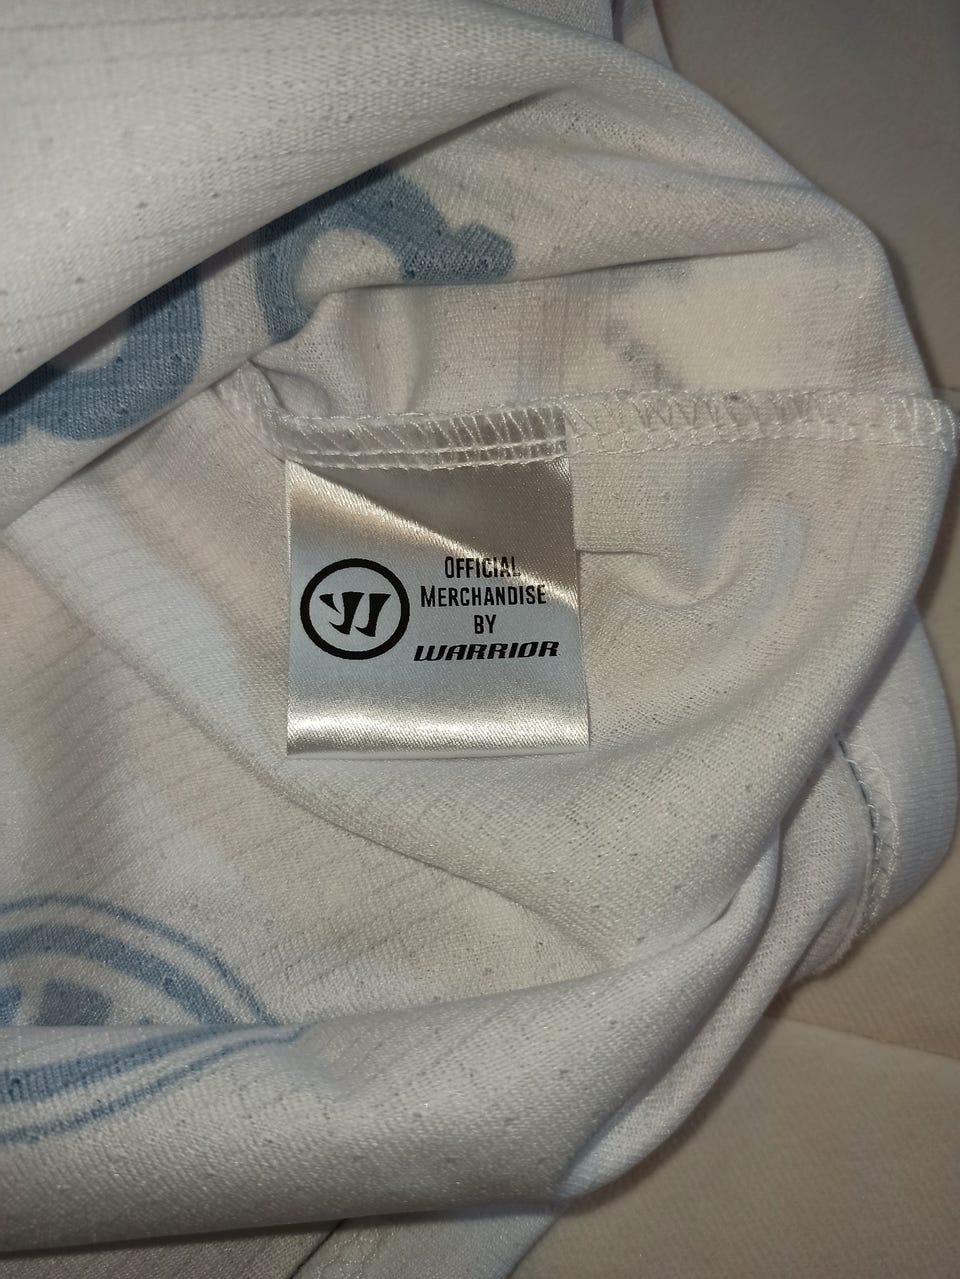 OFFICIAL
MERCHANDISE
BY
WARRIOR